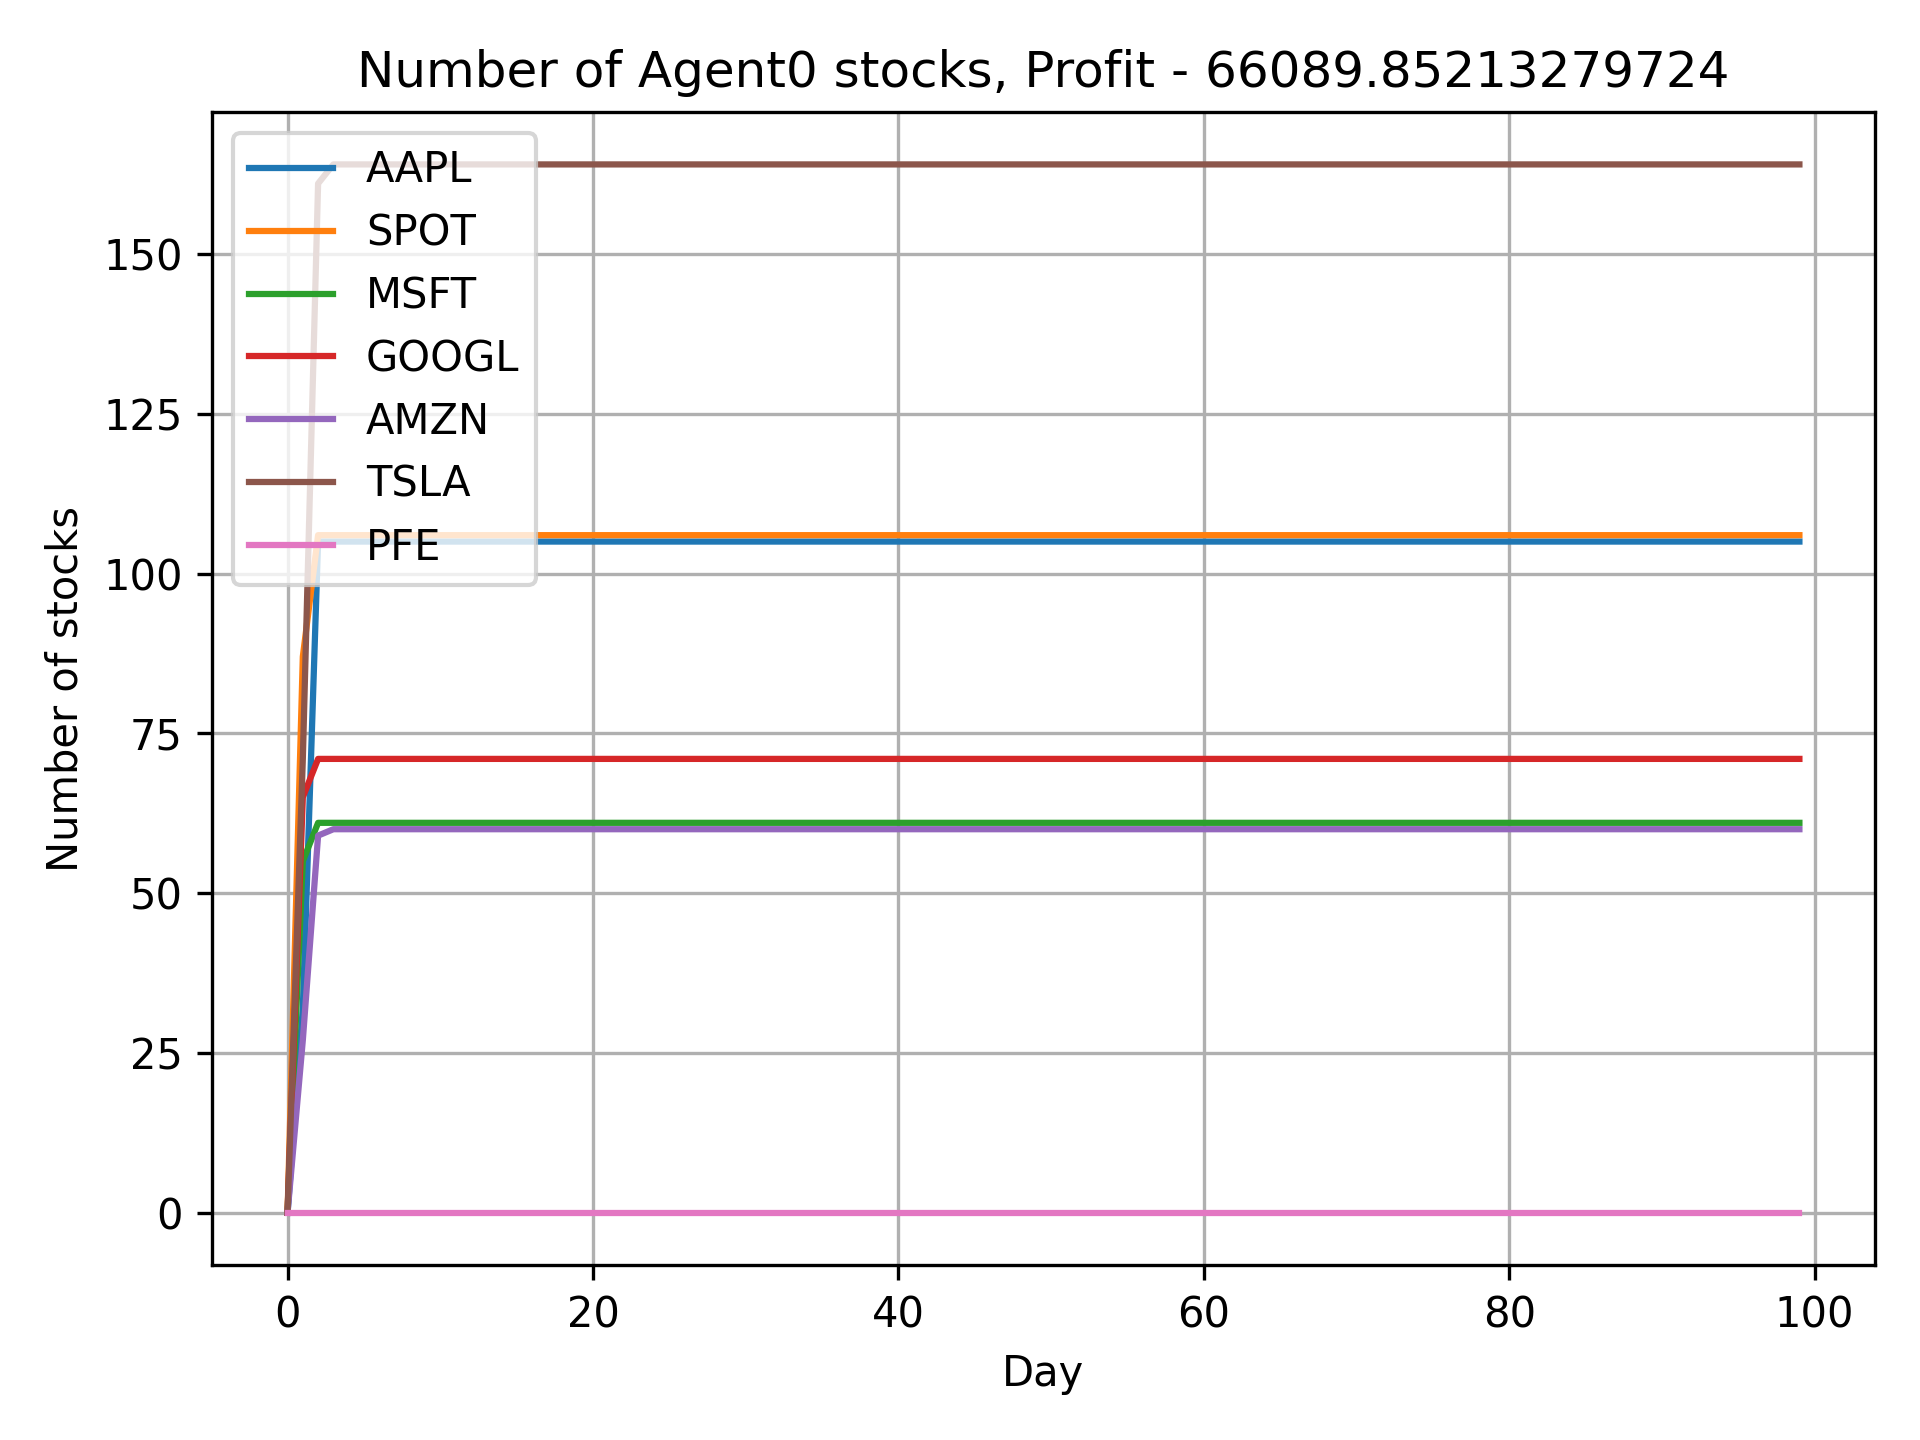 Number of Agent0 stocks, Profit - 66089.85213279724
AAPL
SPOT
MSFT
GOOGL
AMZN
TSLA
PFE
150
125
100
75
50
25
0
Number of stocks
0 20 40 60 80 100
Day